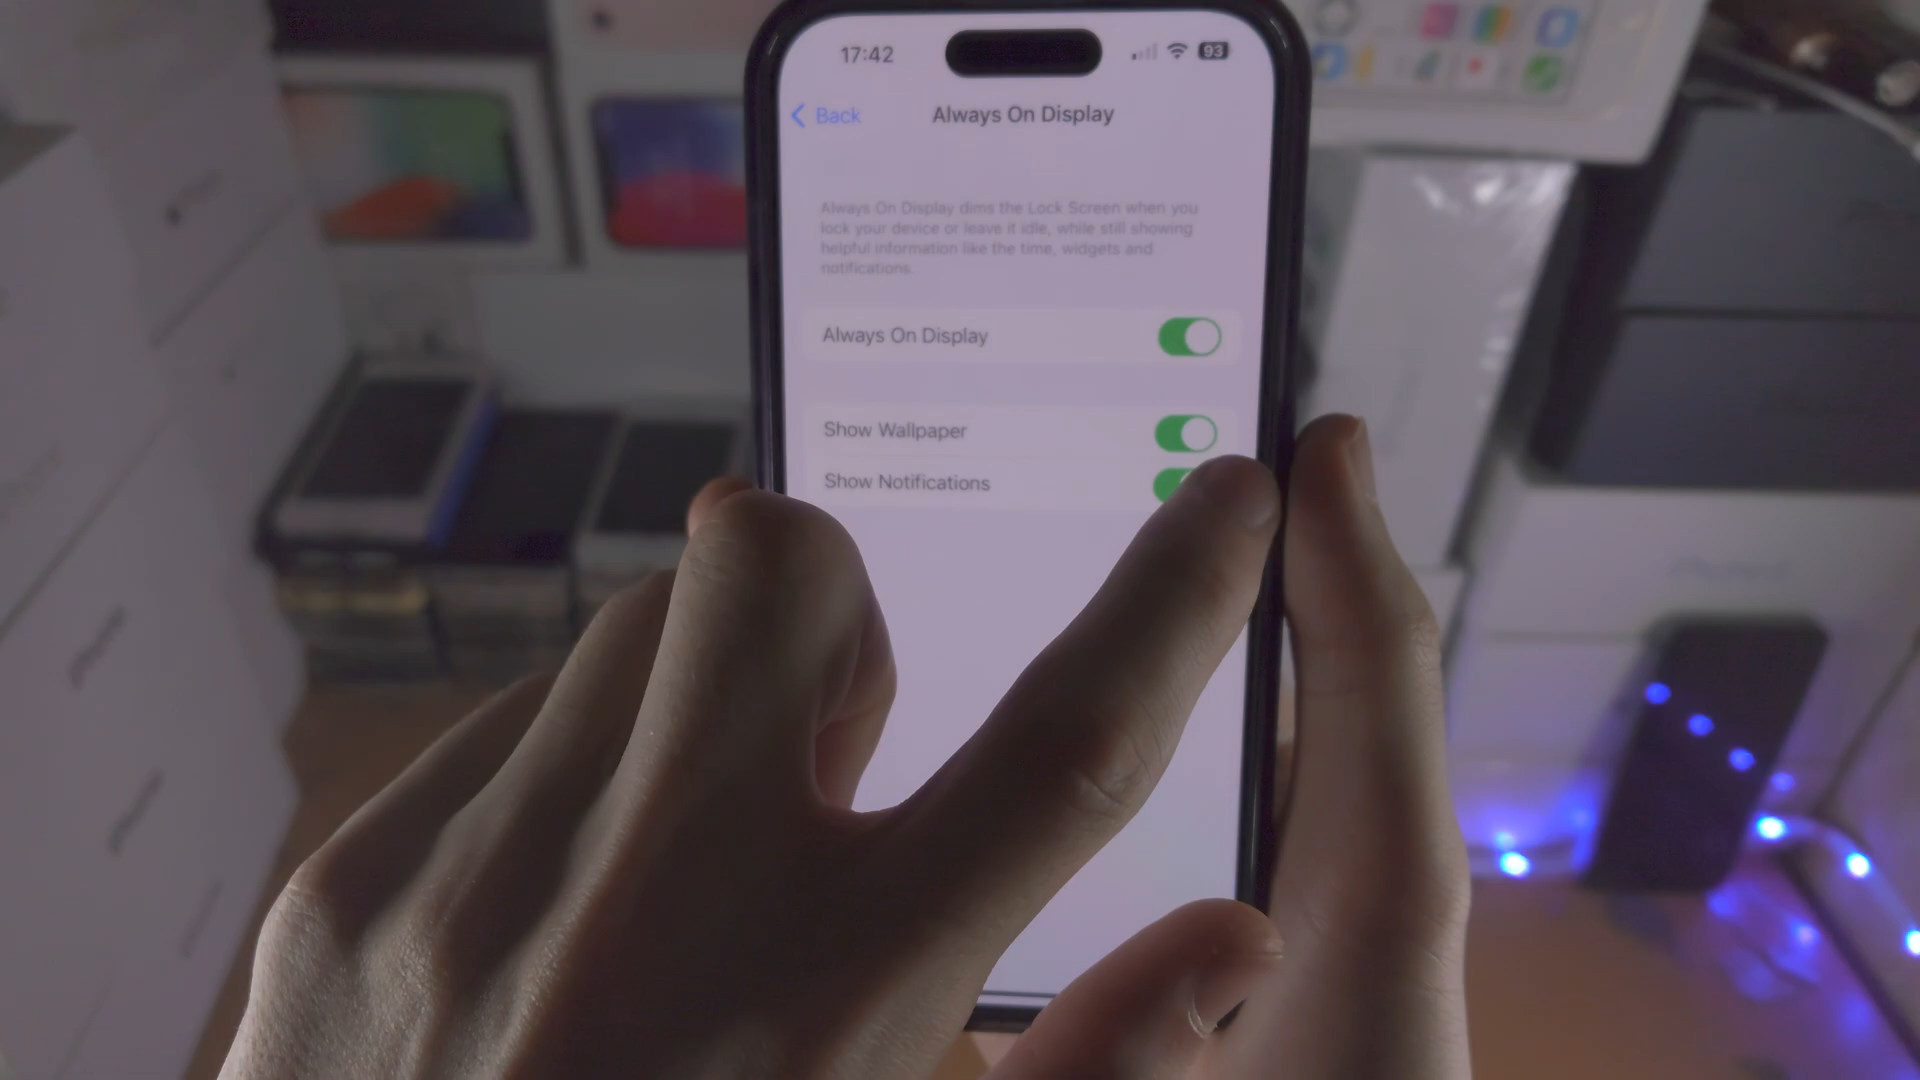 17:42
93
Back
Always On Display
Always On Display dims the Lock Screen when you
lock your device or leave it idle, while still showing
helpful information like the time, widgets and
notifications.
Always On Display
Show Wallpaper
Show Notifications